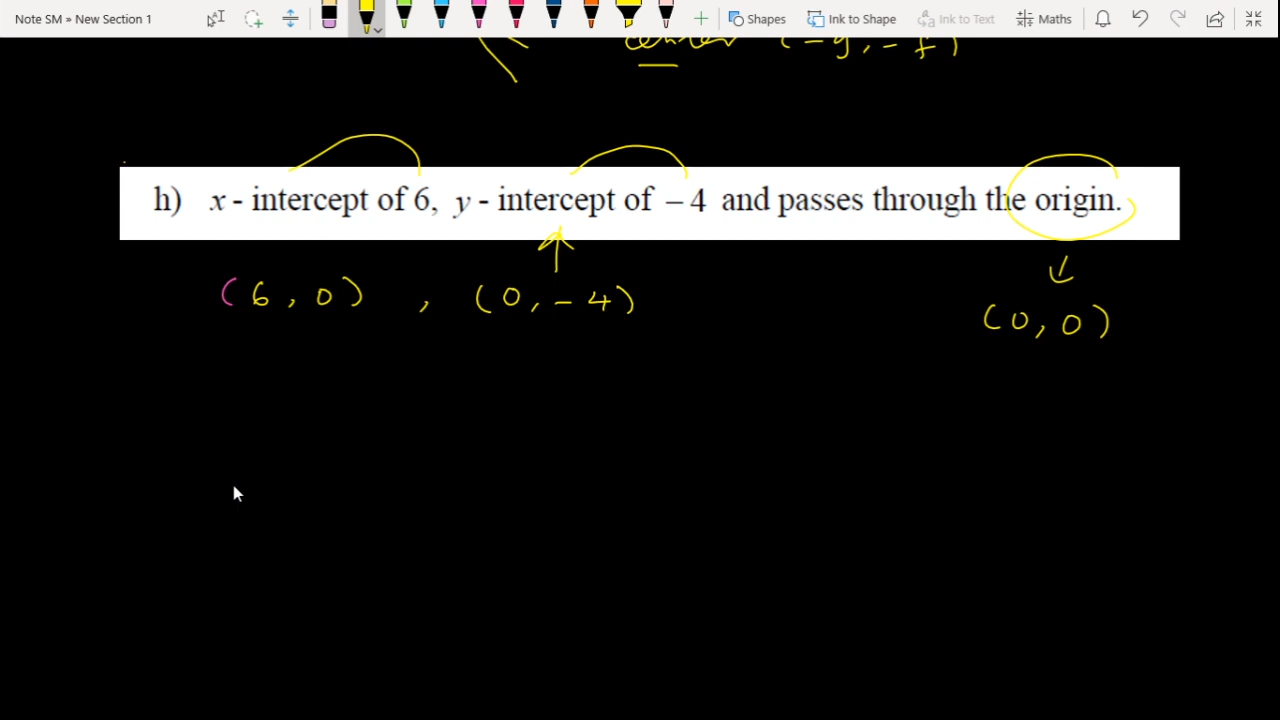 Note SM » New Section 1
Shapes Ink to Shape Ink to Text Maths
center (-g, -f)
h) x - intercept of 6, y - intercept of – 4 and passes through the origin.
(6, 0) , (0, -4)
(0, 0)